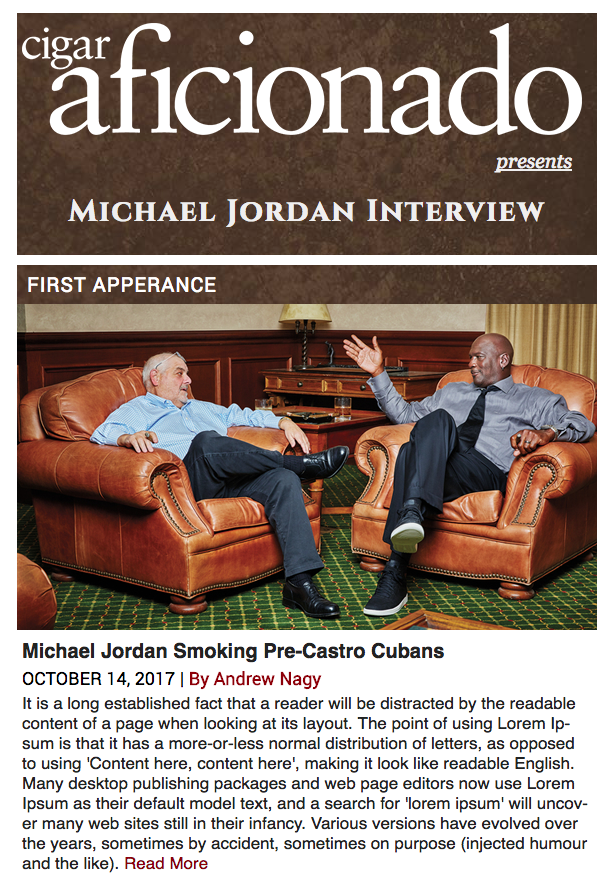 cigar
aficionado
presents
Michael Jordan Interview
FIRST APPERANCE
Michael Jordan Smoking Pre-Castro Cubans
OCTOBER 14, 2017 | By Andrew Nagy
It is a long established fact that a reader will be distracted by the readable
content of a page when looking at its layout. The point of using Lorem Ip-
sum is that it has a more-or-less normal distribution of letters, as opposed
to using 'Content here, content here', making it look like readable English.
Many desktop publishing packages and web page editors now use Lorem
Ipsum as their default model text, and a search for 'lorem ipsum' will uncov-
er many web sites still in their infancy. Various versions have evolved over
the years, sometimes by accident, sometimes on purpose (injected humour
and the like). Read More